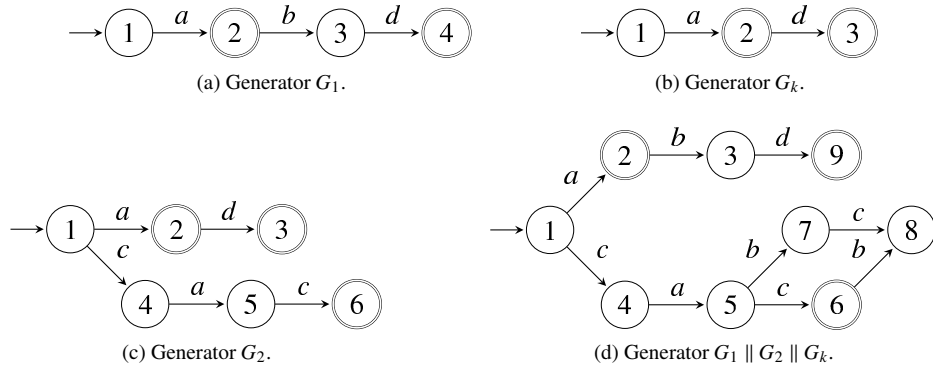 1 a 2 b 3 d 4
(a) Generator G₁.
1 a 2 d 3
(b) Generator Gₖ.
1 a 2 d 3
c
4 a 5 c 6
(c) Generator G₂.
2 b 3 d 9
a
1
c
7 c 8
b b
4 a 5 c 6
(d) Generator G₁ ∥ G₂ ∥ Gₖ.